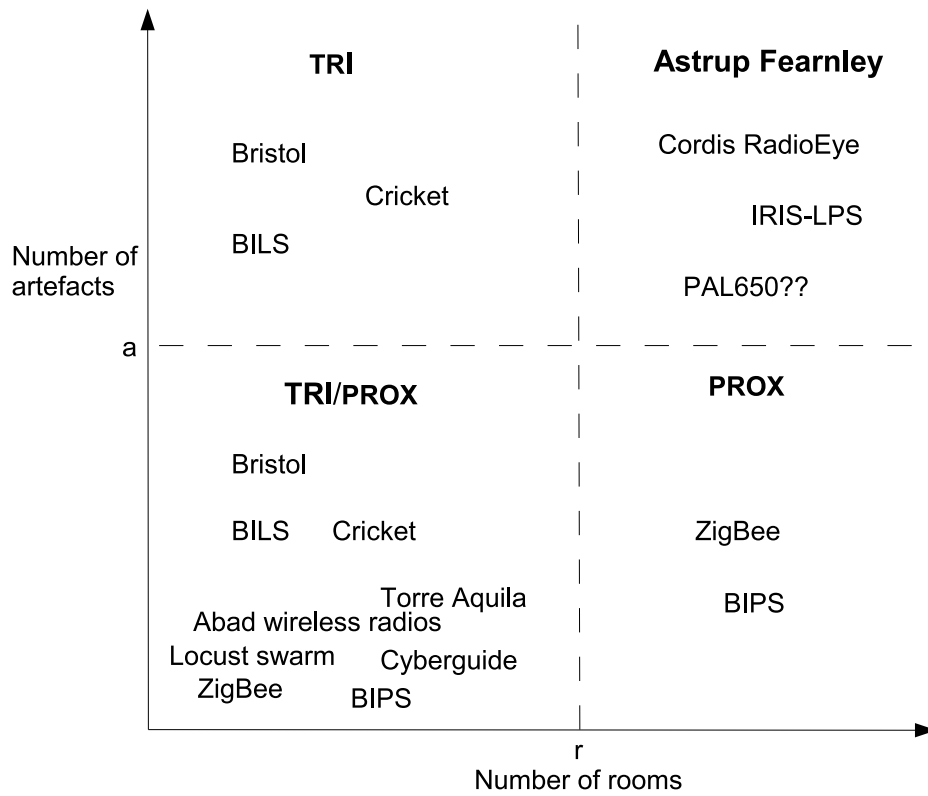 TRI
Astrup Fearnley
Bristol
Cordis RadioEye
Cricket
IRIS-LPS
BILS
Number of
artefacts
PAL650??
a
TRI/PROX
PROX
Bristol
BILS
Cricket
ZigBee
Torre Aquila
BIPS
Abad wireless radios
Locust swarm
Cyberguide
ZigBee
BIPS
r
Number of rooms